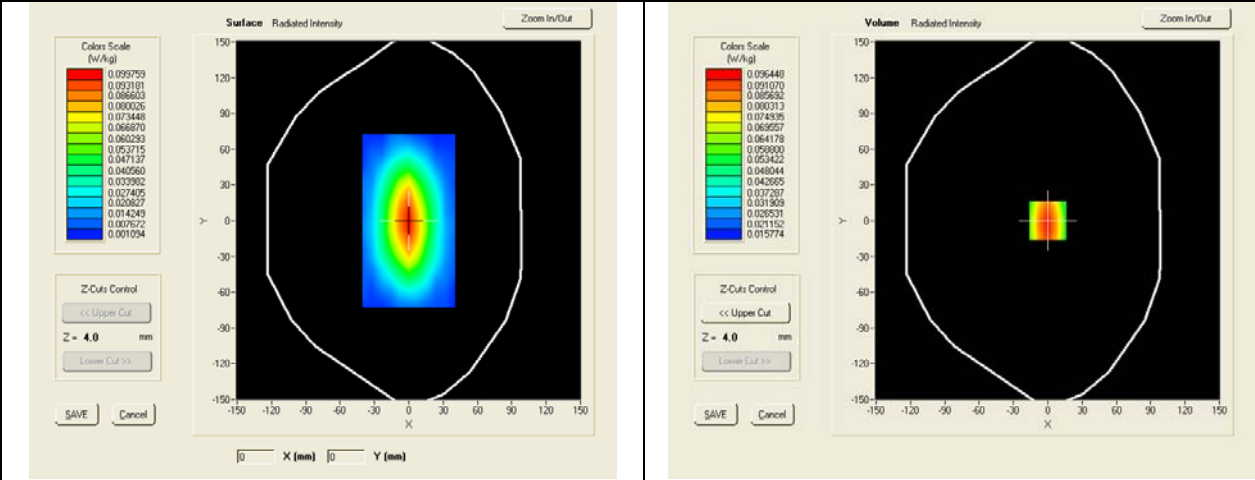 Surface Radiated Intensity
Zoom In/Out
Colors Scale
(W/kg)
0.099759
0.093181
0.086603
0.080026
0.073448
0.066870
0.060293
0.053715
0.047137
0.040560
0.033982
0.027405
0.020827
0.014249
0.007672
0.001094
Z-Cuts Control
<< Upper Cut
Z = 4.0 mm
Lower Cut >>
SAVE Cancel
150
120
90
60
30
0
-30
-60
-90
-120
-150
Y
-150 -120 -90 -60 -30 0 30 60 90 120 150
X
0 X (mm) 0 Y (mm)
Volume Radiated Intensity
Zoom In/Out
Colors Scale
(W/kg)
0.096448
0.091070
0.085692
0.080313
0.074935
0.069557
0.064178
0.058800
0.053422
0.048044
0.042665
0.037287
0.031909
0.026531
0.021152
0.015774
Z-Cuts Control
<< Upper Cut
Z = 4.0 mm
Lower Cut >>
SAVE Cancel
150
120
90
60
30
0
-30
-60
-90
-120
-150
Y
-150 -120 -90 -60 -30 0 30 60 90 120 150
X